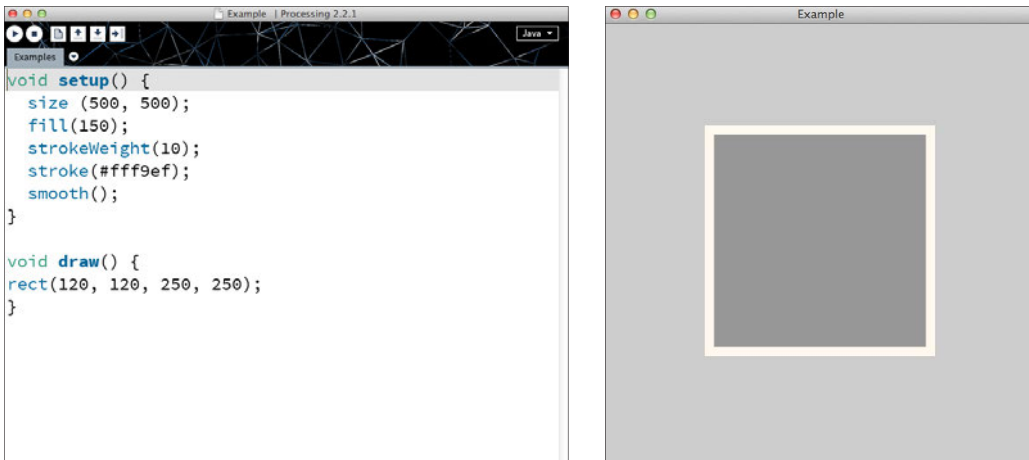 Example | Processing 2.2.1
Java
Examples
void setup() {
  size (500, 500);
  fill(150);
  strokeWeight(10);
  stroke(#fff9ef);
  smooth();
}

void draw() {
rect(120, 120, 250, 250);
}
Example